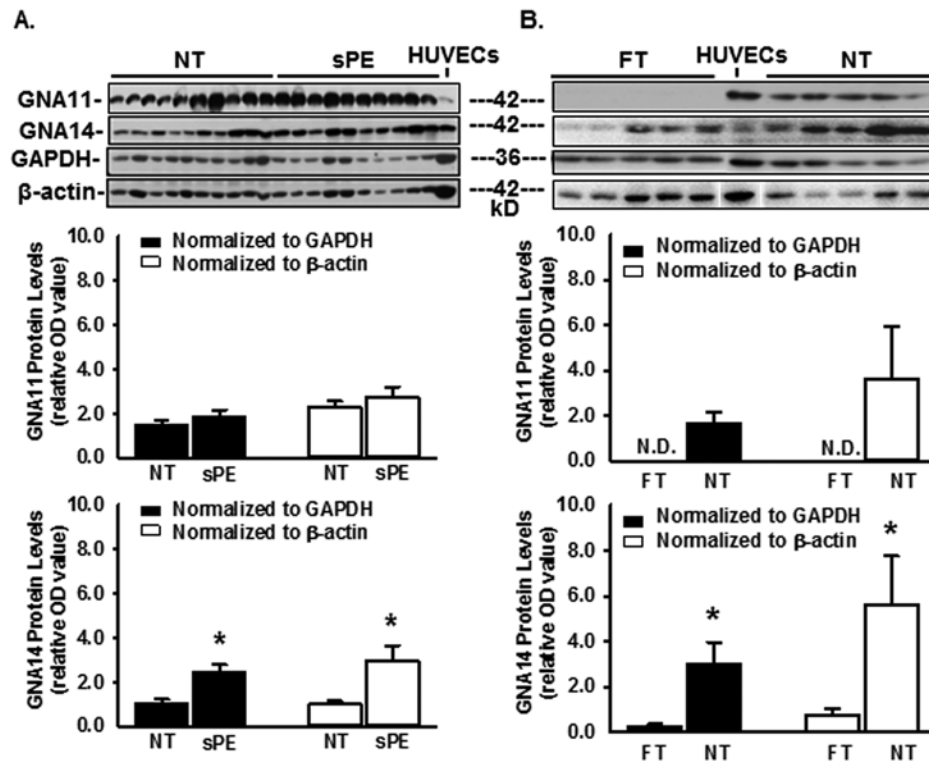 A.
NT sPE HUVECs
GNA11-
GNA14-
GAPDH-
β-actin-
---42---
-42---
-36---
---42---
kD
B.
FT HUVECs NT
10.0
8.0
6.0
4.0
2.0
0.0
GNA11 Protein Levels
(relative OD value)
Normalized to GAPDH
Normalized to β-actin
NT sPE NT sPE
10.0
8.0
6.0
4.0
2.0
0.0
GNA11 Protein Levels
(relative OD value)
Normalized to GAPDH
Normalized to β-actin
N.D. N.D.
FT NT FT NT
10.0
8.0
6.0
4.0
2.0
0.0
GNA14 Protein Levels
(relative OD value)
Normalized to GAPDH
Normalized to β-actin
* *
NT sPE NT sPE
10.0
8.0
6.0
4.0
2.0
0.0
GNA14 Protein Levels
(relative OD value)
Normalized to GAPDH
Normalized to β-actin
* *
FT NT FT NT